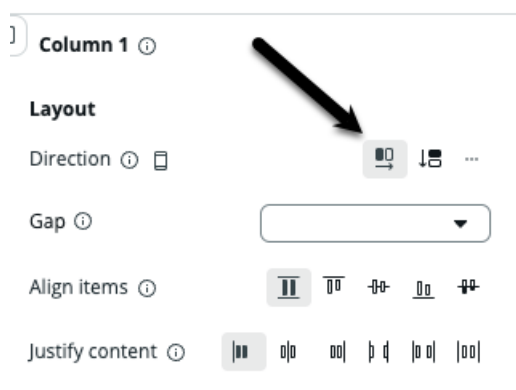 Column 1
Layout
Direction
Gap
Align items
Justify content